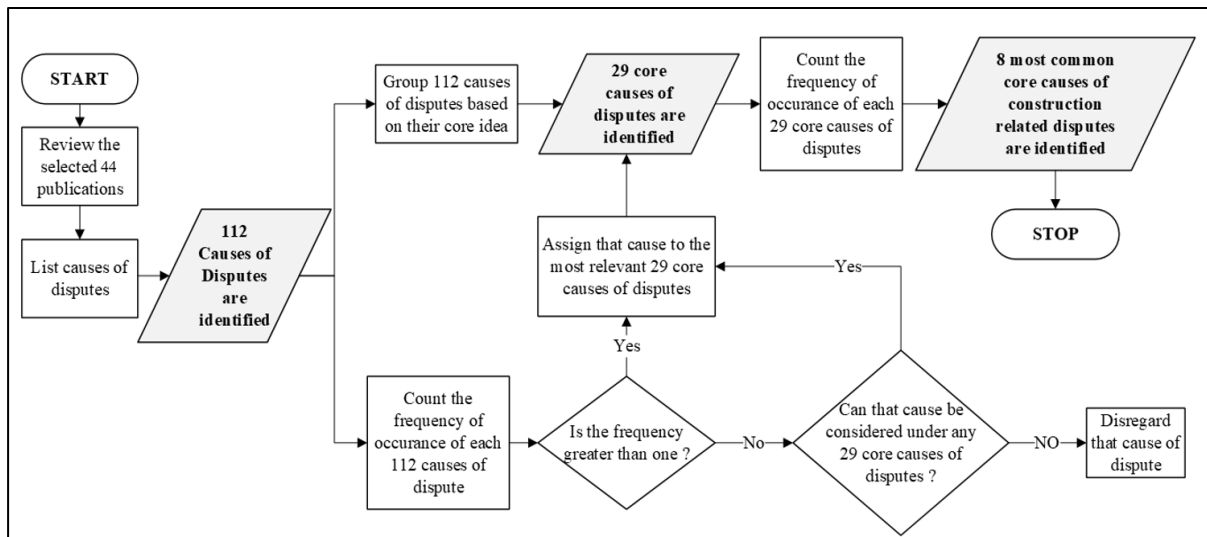 START
Review the
selected 44
publications
List causes of
disputes
112
Causes of
Disputes
are
identified
Group 112 causes
of disputes based
on their core idea
29 core
causes of
disputes are
identified
Count the
frequency of
occurance of each
29 core causes of
disputes
8 most common
core causes of
construction
related disputes
are identified
STOP
Assign that cause to the
most relevant 29 core
causes of disputes
Yes
Yes
Count the
frequency of
occurance of each
112 causes of
dispute
Is the frequency
greater than one ?
No
Can that cause be
considered under any
29 core causes of
disputes ?
NO
Disregard
that cause of
dispute